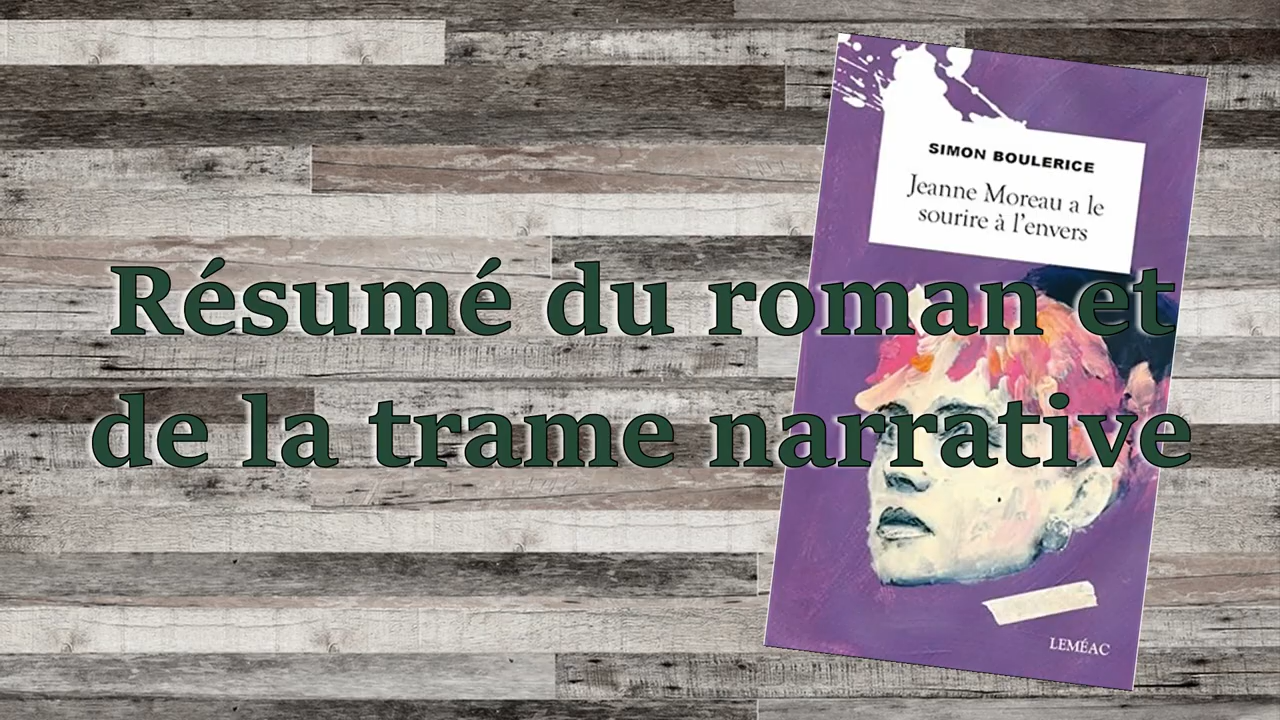 SIMON BOULERICE
Jeanne Moreau a le
sourire à l'envers
Résumé du roman et
de la trame narrative
LEMÉAC